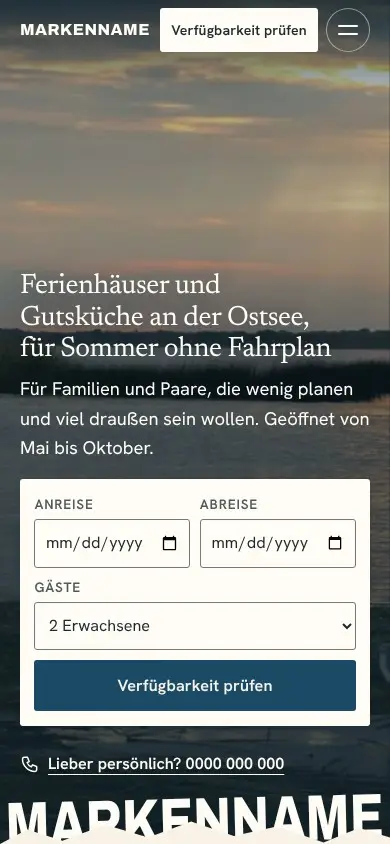 MARKENNAME
Verfügbarkeit prüfen
Ferienhäuser und
Gutsküche an der Ostsee,
für Sommer ohne Fahrplan
Für Familien und Paare, die wenig planen
und viel draußen sein wollen. Geöffnet von
Mai bis Oktober.
ANREISE ABREISE
mm/dd/yyyy mm/dd/yyyy
GÄSTE
2 Erwachsene
Verfügbarkeit prüfen
Lieber persönlich? 0000 000 000
MARKENNAME